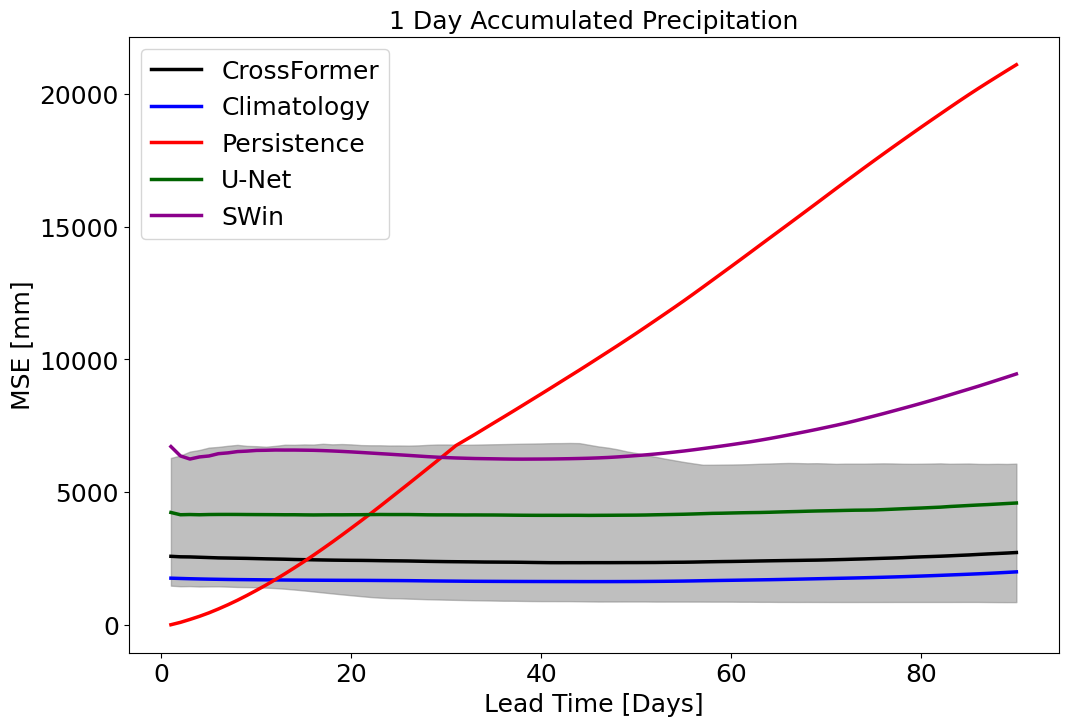 1 Day Accumulated Precipitation
CrossFormer
Climatology
Persistence
U-Net
SWin
MSE [mm]
20000
15000
10000
5000
0
0 20 40 60 80
Lead Time [Days]